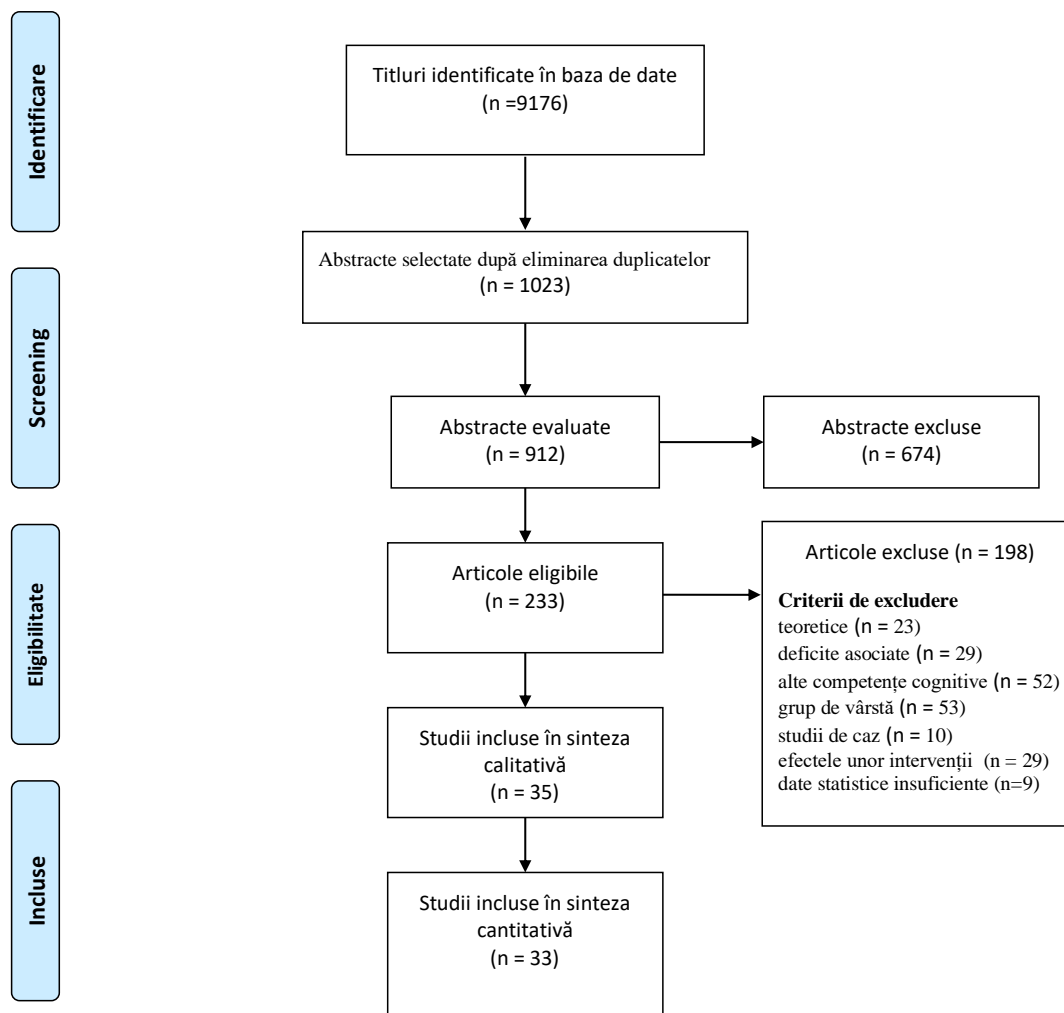 Identificare
Titluri identificate în baza de date
(n =9176)
Abstracte selectate după eliminarea duplicatelor
(n = 1023)
Screening
Abstracte evaluate
(n = 912)
Abstracte excluse
(n = 674)
Eligibilitate
Articole eligibile
(n = 233)
Articole excluse (n = 198)
Criterii de excludere
teoretice (n = 23)
deficite asociate (n = 29)
alte competențe cognitive (n = 52)
grup de vârstă (n = 53)
studii de caz (n = 10)
efectele unor intervenții (n = 29)
date statistice insuficiente (n=9)
Studii incluse în sinteza
calitativă
(n = 35)
Incluse
Studii incluse în sinteza
cantitativă
(n = 33)